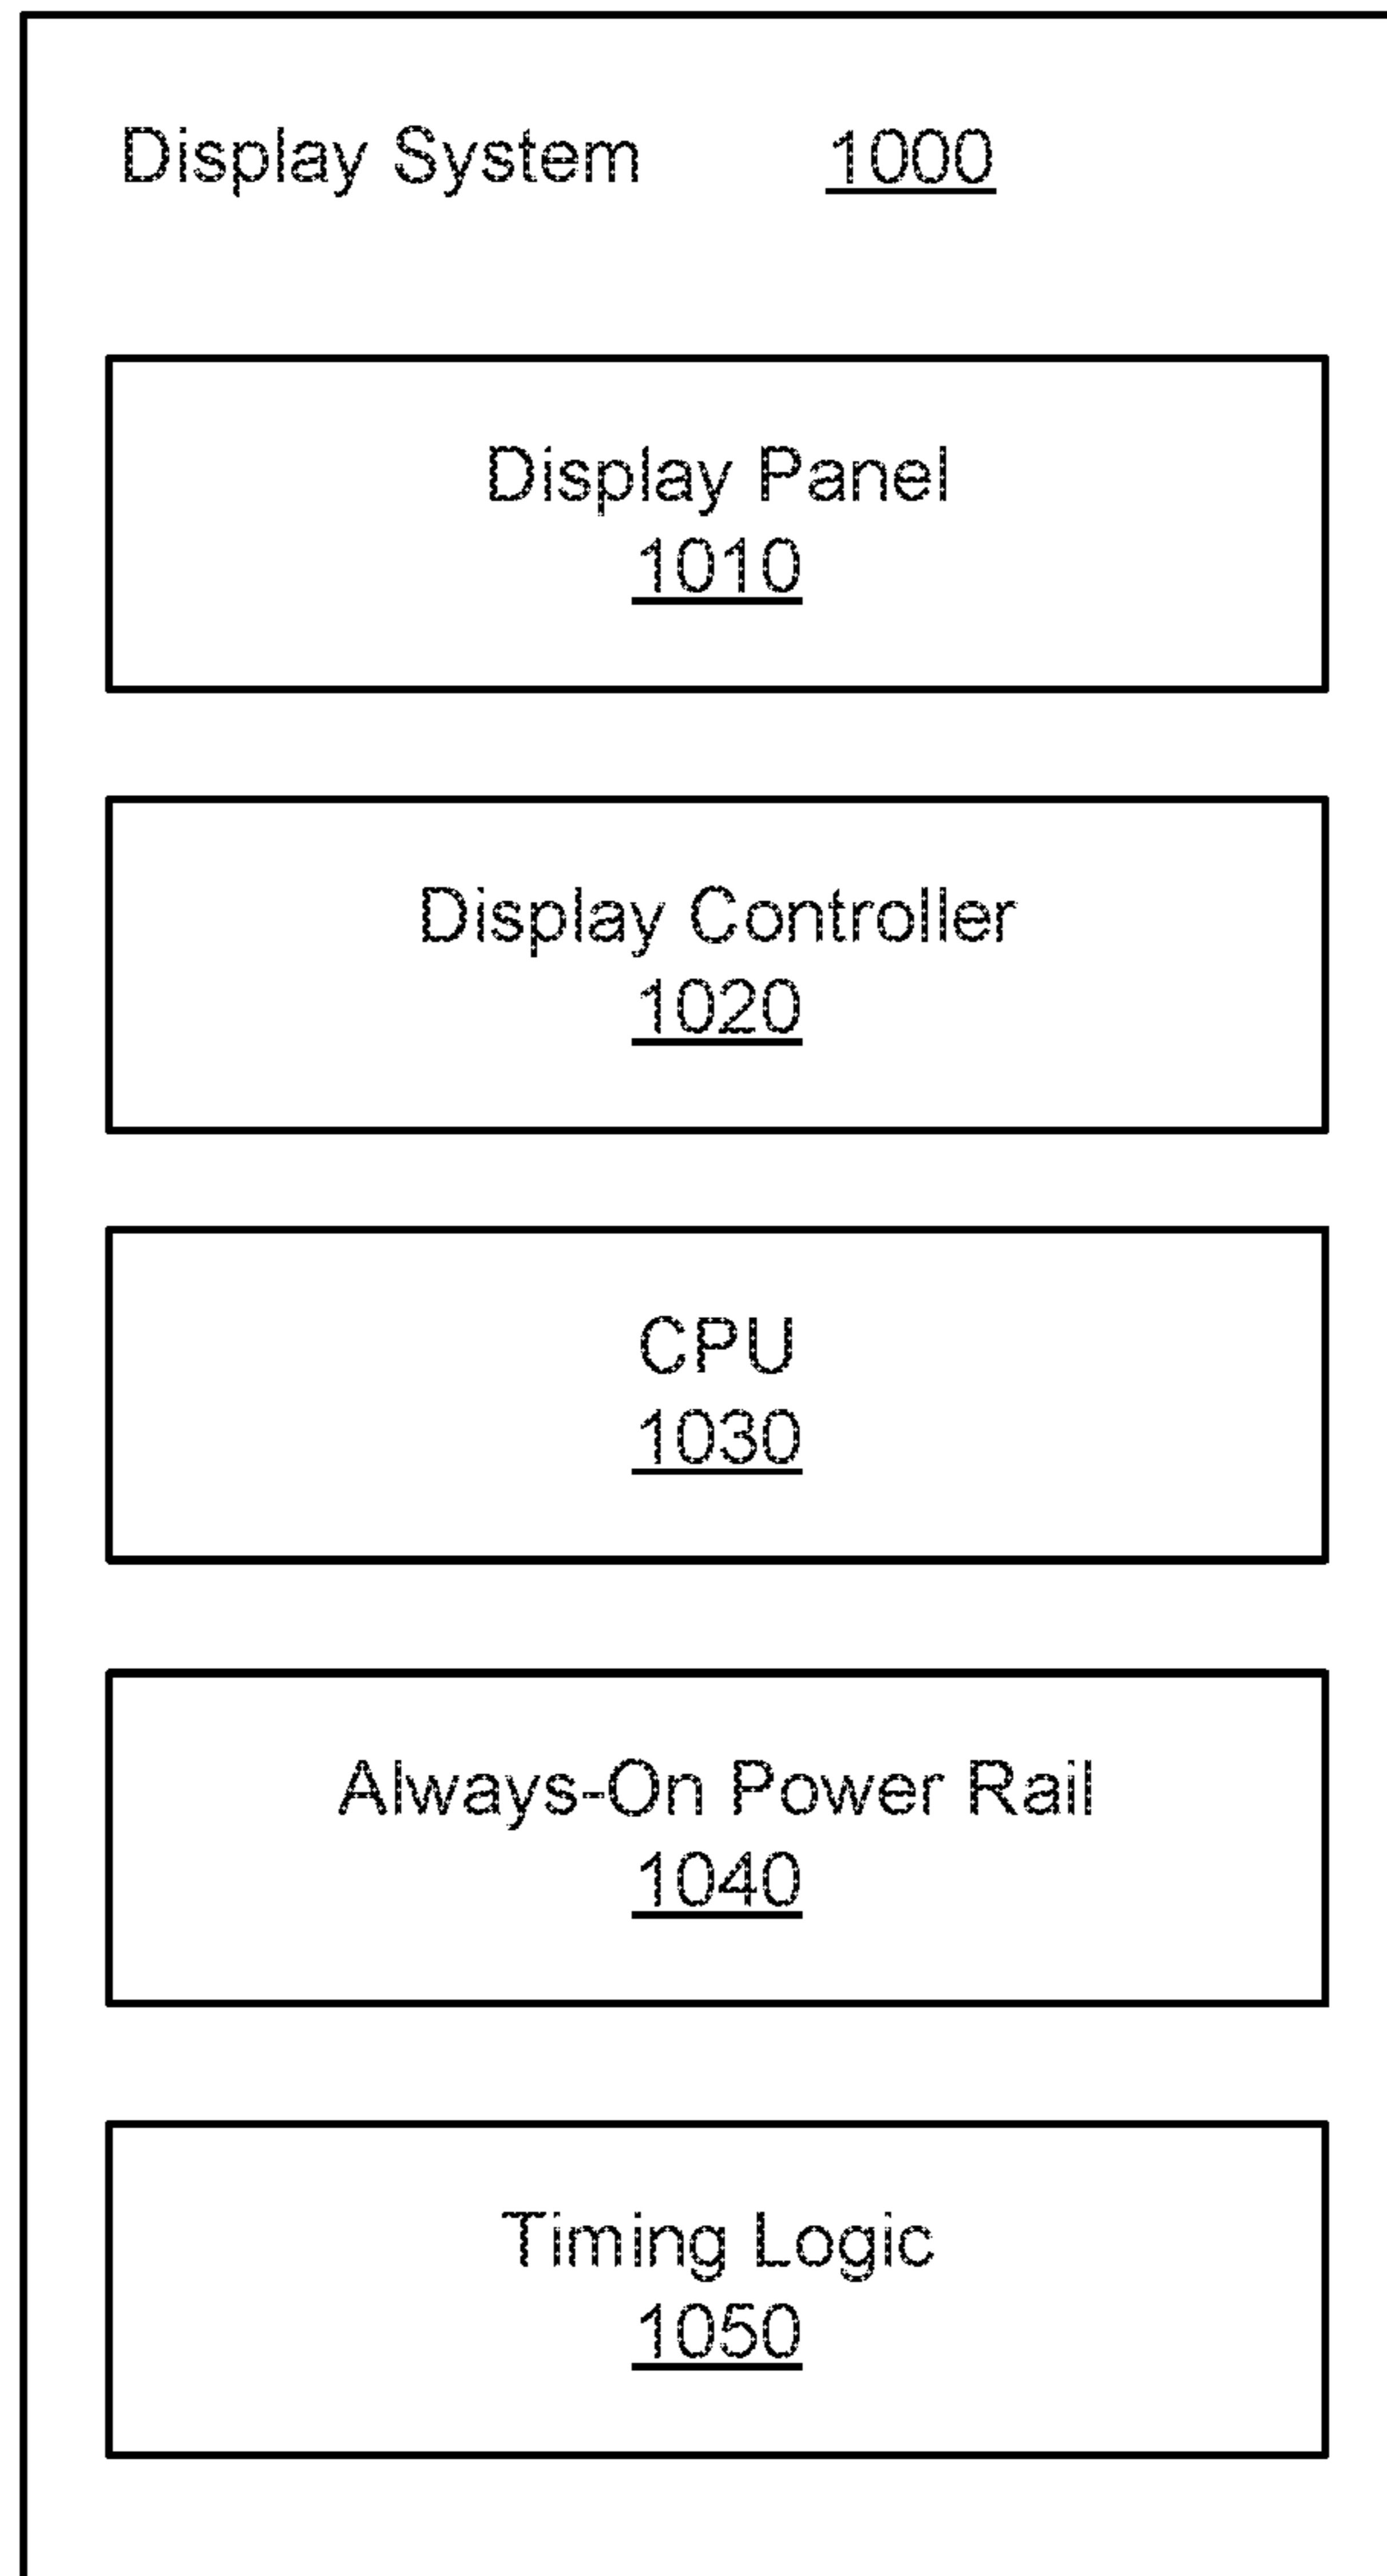 Display System 1000
Display Panel
1010
Display Controller
1020
CPU
1030
Always-On Power Rail
1040
Timing Logic
1050